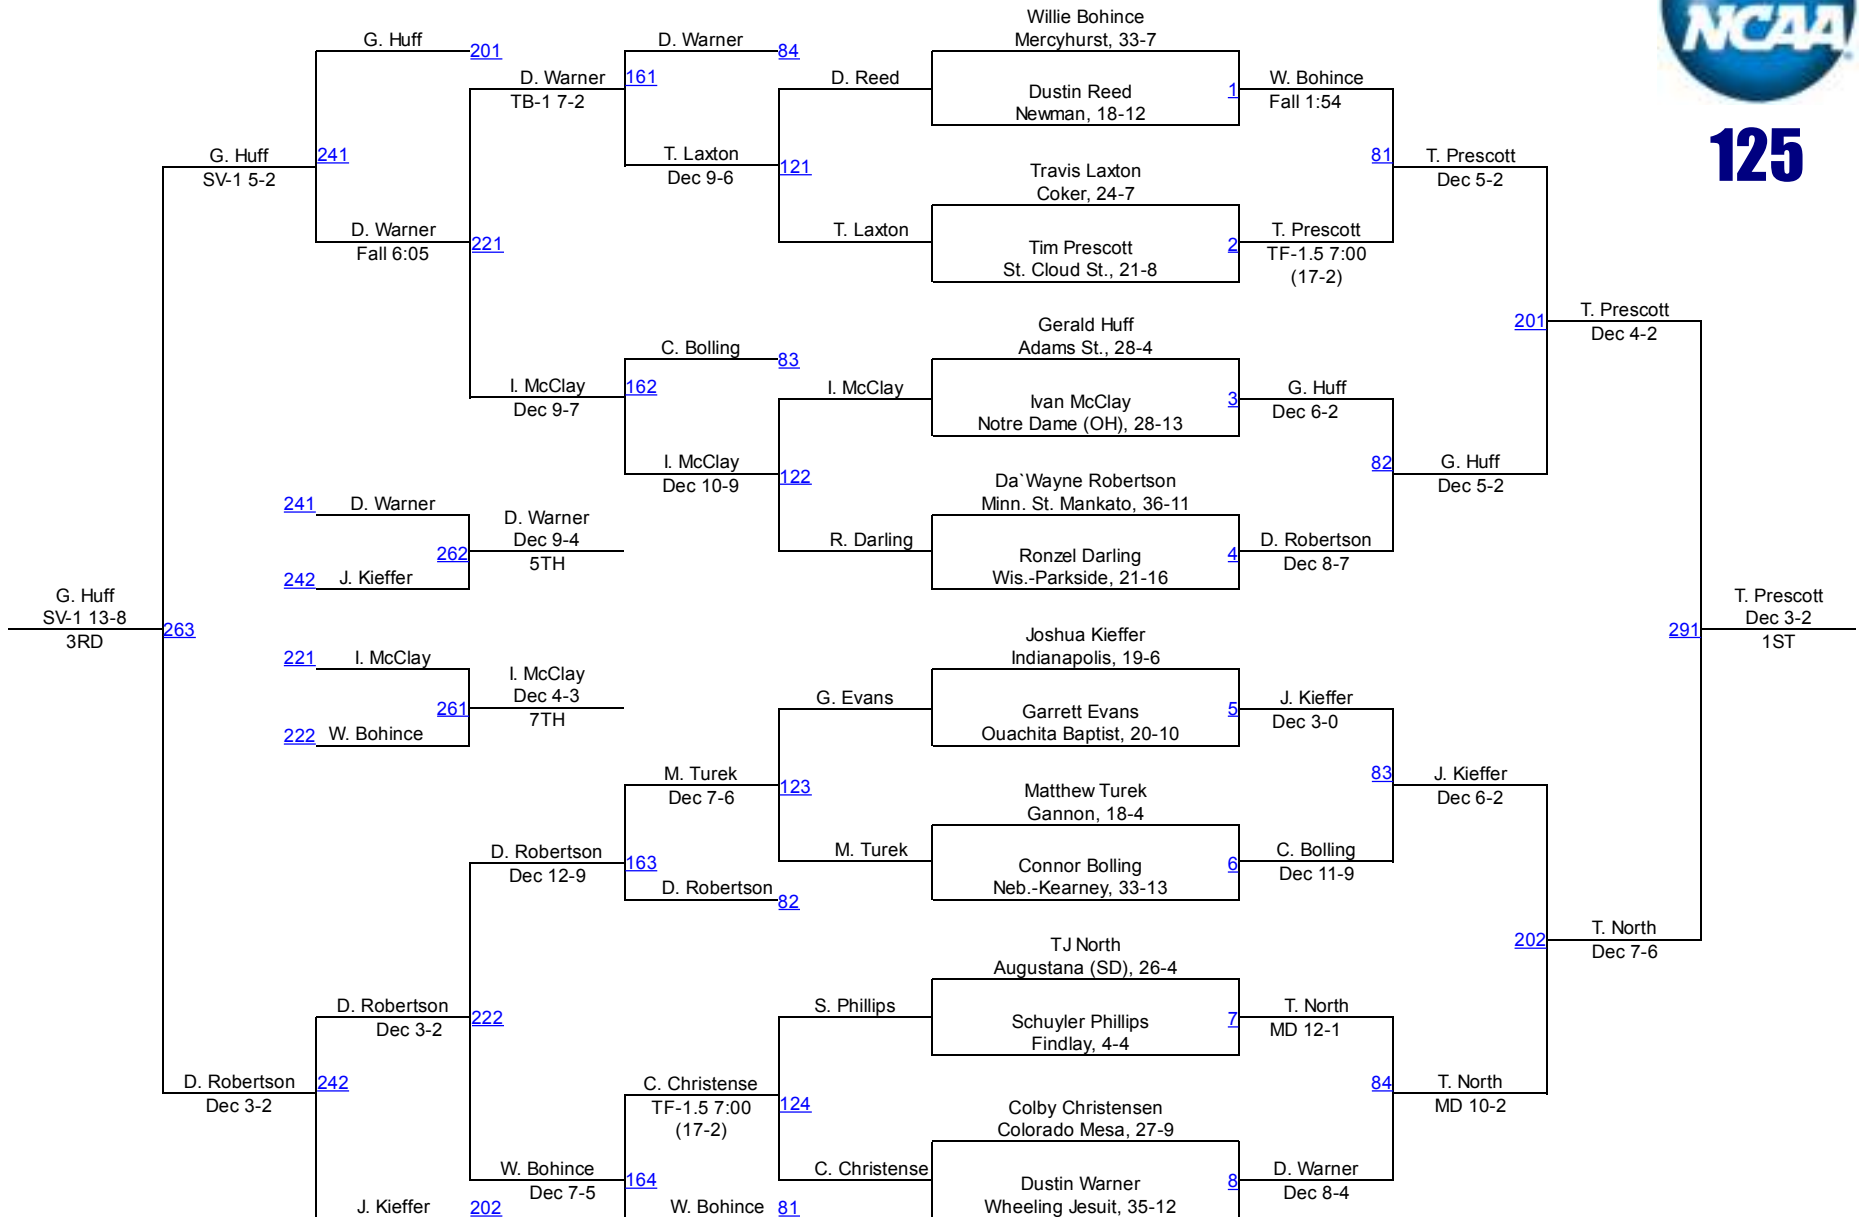 NCAA
125
Willie Bohince
Mercyhurst, 33-7
G. Huff
201
D. Warner
84
D. Warner
161
TB-1 7-2
D. Reed
Dustin Reed
Newman, 18-12
1
W. Bohince
Fall 1:54
G. Huff
SV-1 5-2
241
T. Laxton
Dec 9-6
121
Travis Laxton
Coker, 24-7
81
T. Prescott
Dec 5-2
D. Warner
Fall 6:05
221
T. Laxton
Tim Prescott
St. Cloud St., 21-8
2
T. Prescott
TF-1.5 7:00
(17-2)
Gerald Huff
Adams St., 28-4
201
T. Prescott
Dec 4-2
C. Bolling
83
I. McClay
Dec 9-7
162
I. McClay
Ivan McClay
Notre Dame (OH), 28-13
3
G. Huff
Dec 6-2
I. McClay
Dec 10-9
122
Da`Wayne Robertson
Minn. St. Mankato, 36-11
82
G. Huff
Dec 5-2
241
D. Warner
D. Warner
Dec 9-4
5TH
262
242
J. Kieffer
R. Darling
Ronzel Darling
Wis.-Parkside, 21-16
4
D. Robertson
Dec 8-7
G. Huff
SV-1 13-8
3RD
263
T. Prescott
Dec 3-2
1ST
291
Joshua Kieffer
Indianapolis, 19-6
221
I. McClay
I. McClay
Dec 4-3
7TH
261
222
W. Bohince
G. Evans
Garrett Evans
Ouachita Baptist, 20-10
5
J. Kieffer
Dec 3-0
M. Turek
Dec 7-6
123
Matthew Turek
Gannon, 18-4
83
J. Kieffer
Dec 6-2
D. Robertson
Dec 12-9
163
M. Turek
Connor Bolling
Neb.-Kearney, 33-13
6
C. Bolling
Dec 11-9
D. Robertson
82
TJ North
Augustana (SD), 26-4
202
T. North
Dec 7-6
D. Robertson
Dec 3-2
222
S. Phillips
Schuyler Phillips
Findlay, 4-4
7
T. North
MD 12-1
D. Robertson
Dec 3-2
242
C. Christense
TF-1.5 7:00
(17-2)
124
Colby Christensen
Colorado Mesa, 27-9
84
T. North
MD 10-2
W. Bohince
Dec 7-5
164
C. Christense
Dustin Warner
Wheeling Jesuit, 35-12
8
D. Warner
Dec 8-4
J. Kieffer
202
W. Bohince
81